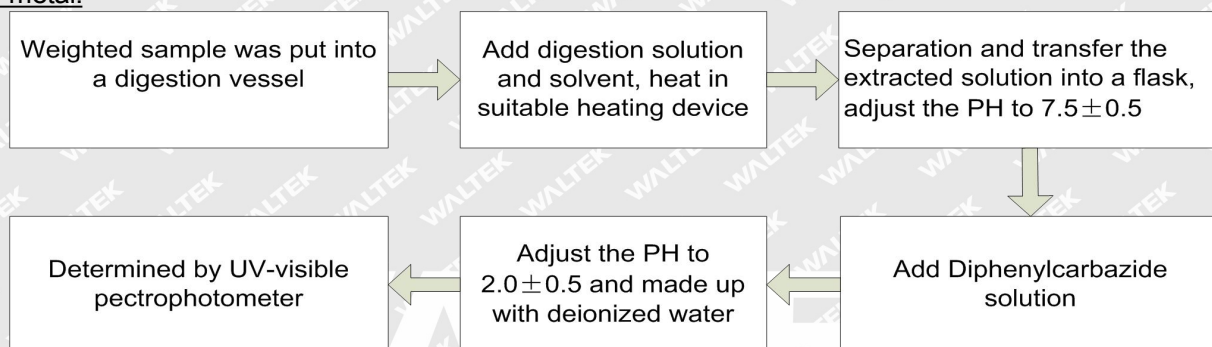 metal:
Weighted sample was put into
a digestion vessel
Add digestion solution
and solvent, heat in
suitable heating device
Separation and transfer the
extracted solution into a flask,
adjust the PH to 7.5±0.5
Add Diphenylcarbazide
solution
Adjust the PH to
2.0±0.5 and made up
with deionized water
Determined by UV-visible
pectrophotometer
WALTEK